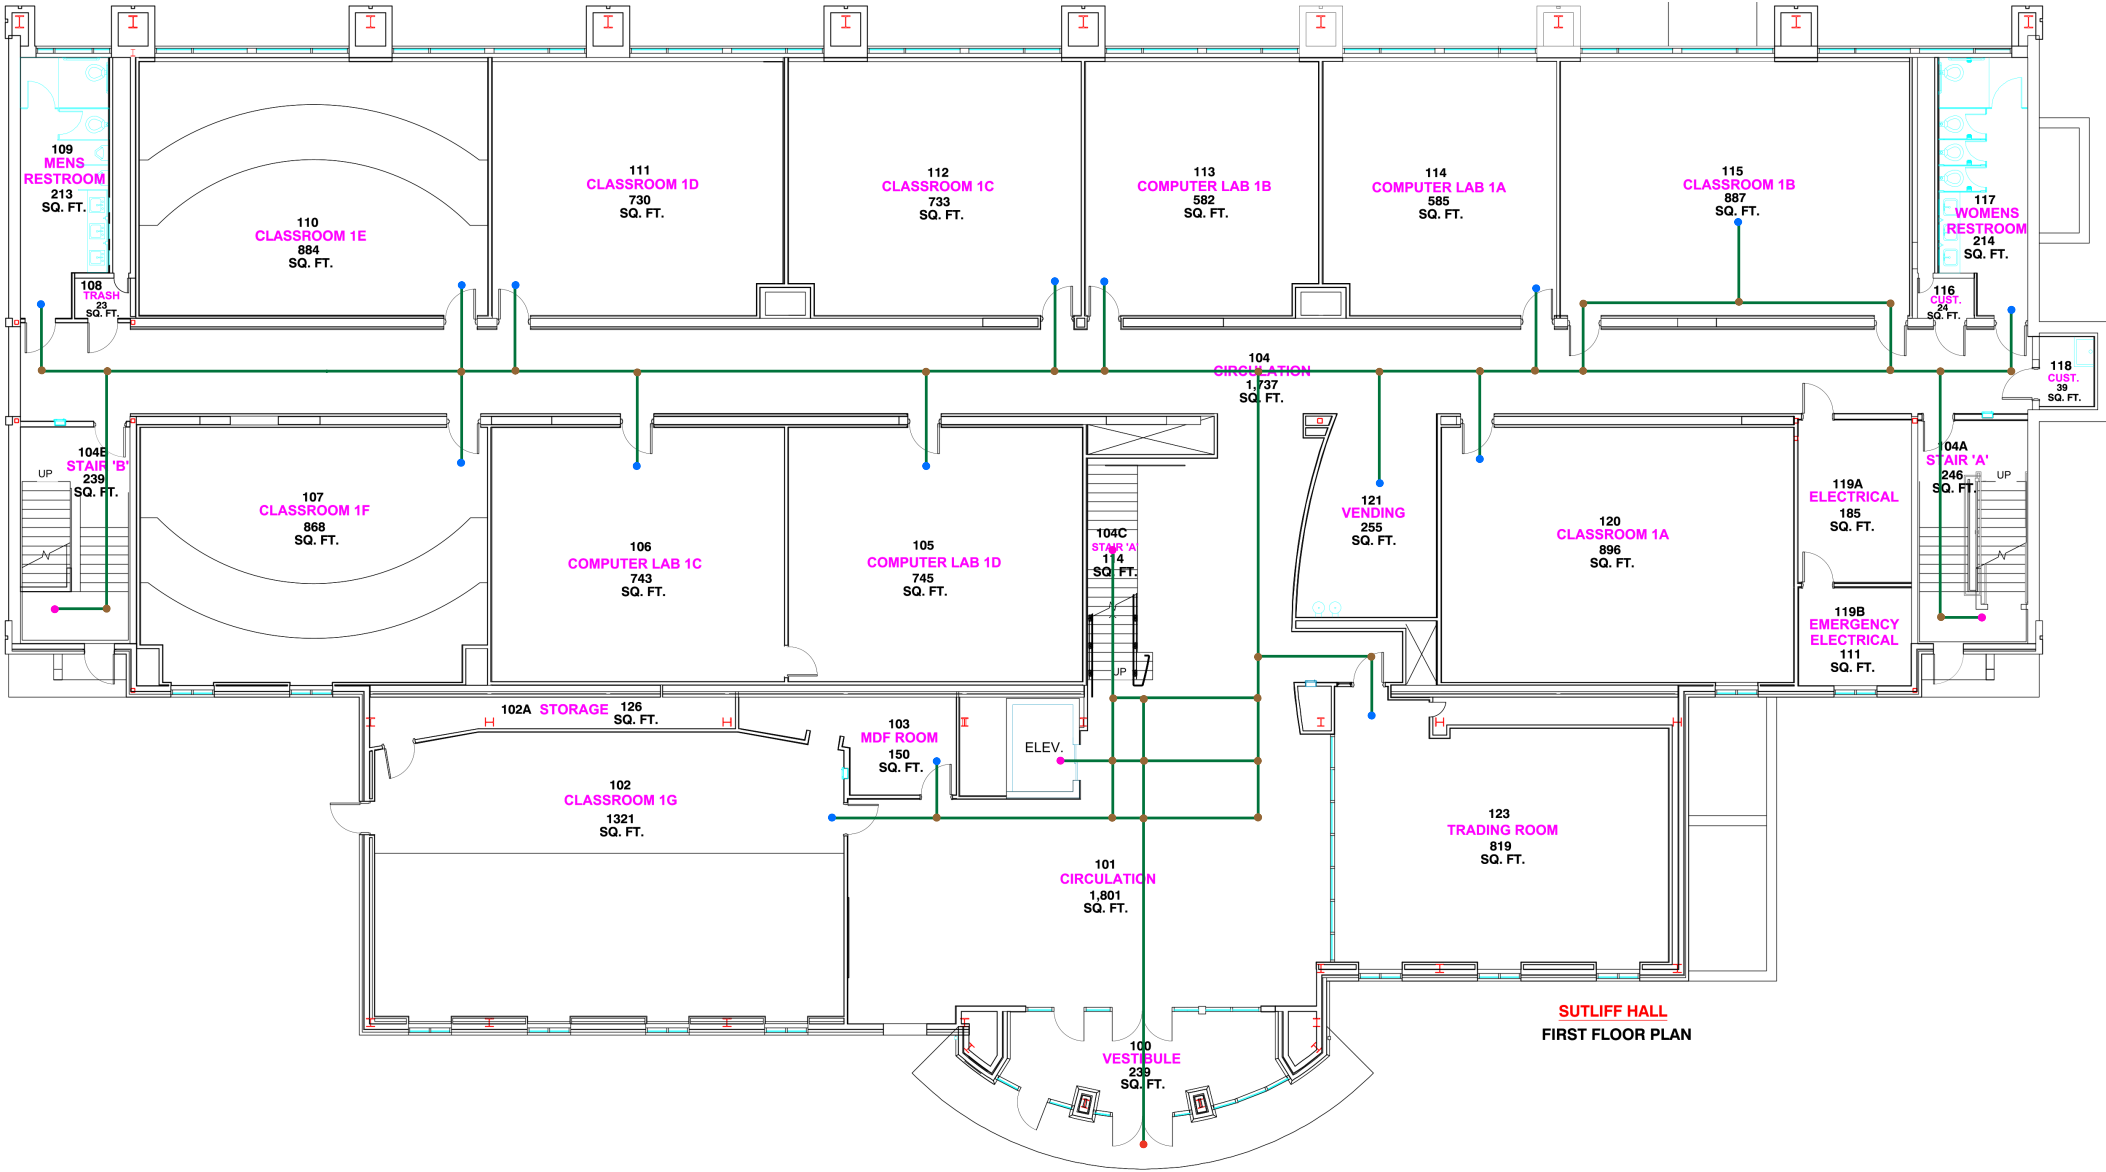 109
MENS
RESTROOM
213
SQ. FT.
110
CLASSROOM 1E
884
SQ. FT.
111
CLASSROOM 1D
730
SQ. FT.
112
CLASSROOM 1C
733
SQ. FT.
113
COMPUTER LAB 1B
582
SQ. FT.
114
COMPUTER LAB 1A
585
SQ. FT.
115
CLASSROOM 1B
887
SQ. FT.
117
WOMENS
RESTROOM
214
SQ. FT.
108
TRASH
23
SQ. FT.
116
CUST.
24
SQ. FT.
104
CIRCULATION
1,737
SQ. FT.
118
CUST.
39
SQ. FT.
104B
STAIR 'B'
239
SQ. FT.
UP
107
CLASSROOM 1F
868
SQ. FT.
106
COMPUTER LAB 1C
743
SQ. FT.
105
COMPUTER LAB 1D
745
SQ. FT.
104C
STAIR 'A'
114
SQ. FT.
UP
121
VENDING
255
SQ. FT.
120
CLASSROOM 1A
896
SQ. FT.
119A
ELECTRICAL
185
SQ. FT.
104A
STAIR 'A'
246
SQ. FT.
UP
119B
EMERGENCY
ELECTRICAL
111
SQ. FT.
102A STORAGE 126
SQ. FT.
103
MDF ROOM
150
SQ. FT.
ELEV.
102
CLASSROOM 1G
1321
SQ. FT.
123
TRADING ROOM
819
SQ. FT.
101
CIRCULATION
1,801
SQ. FT.
100
VESTIBULE
239
SQ. FT.
SUTLIFF HALL
FIRST FLOOR PLAN